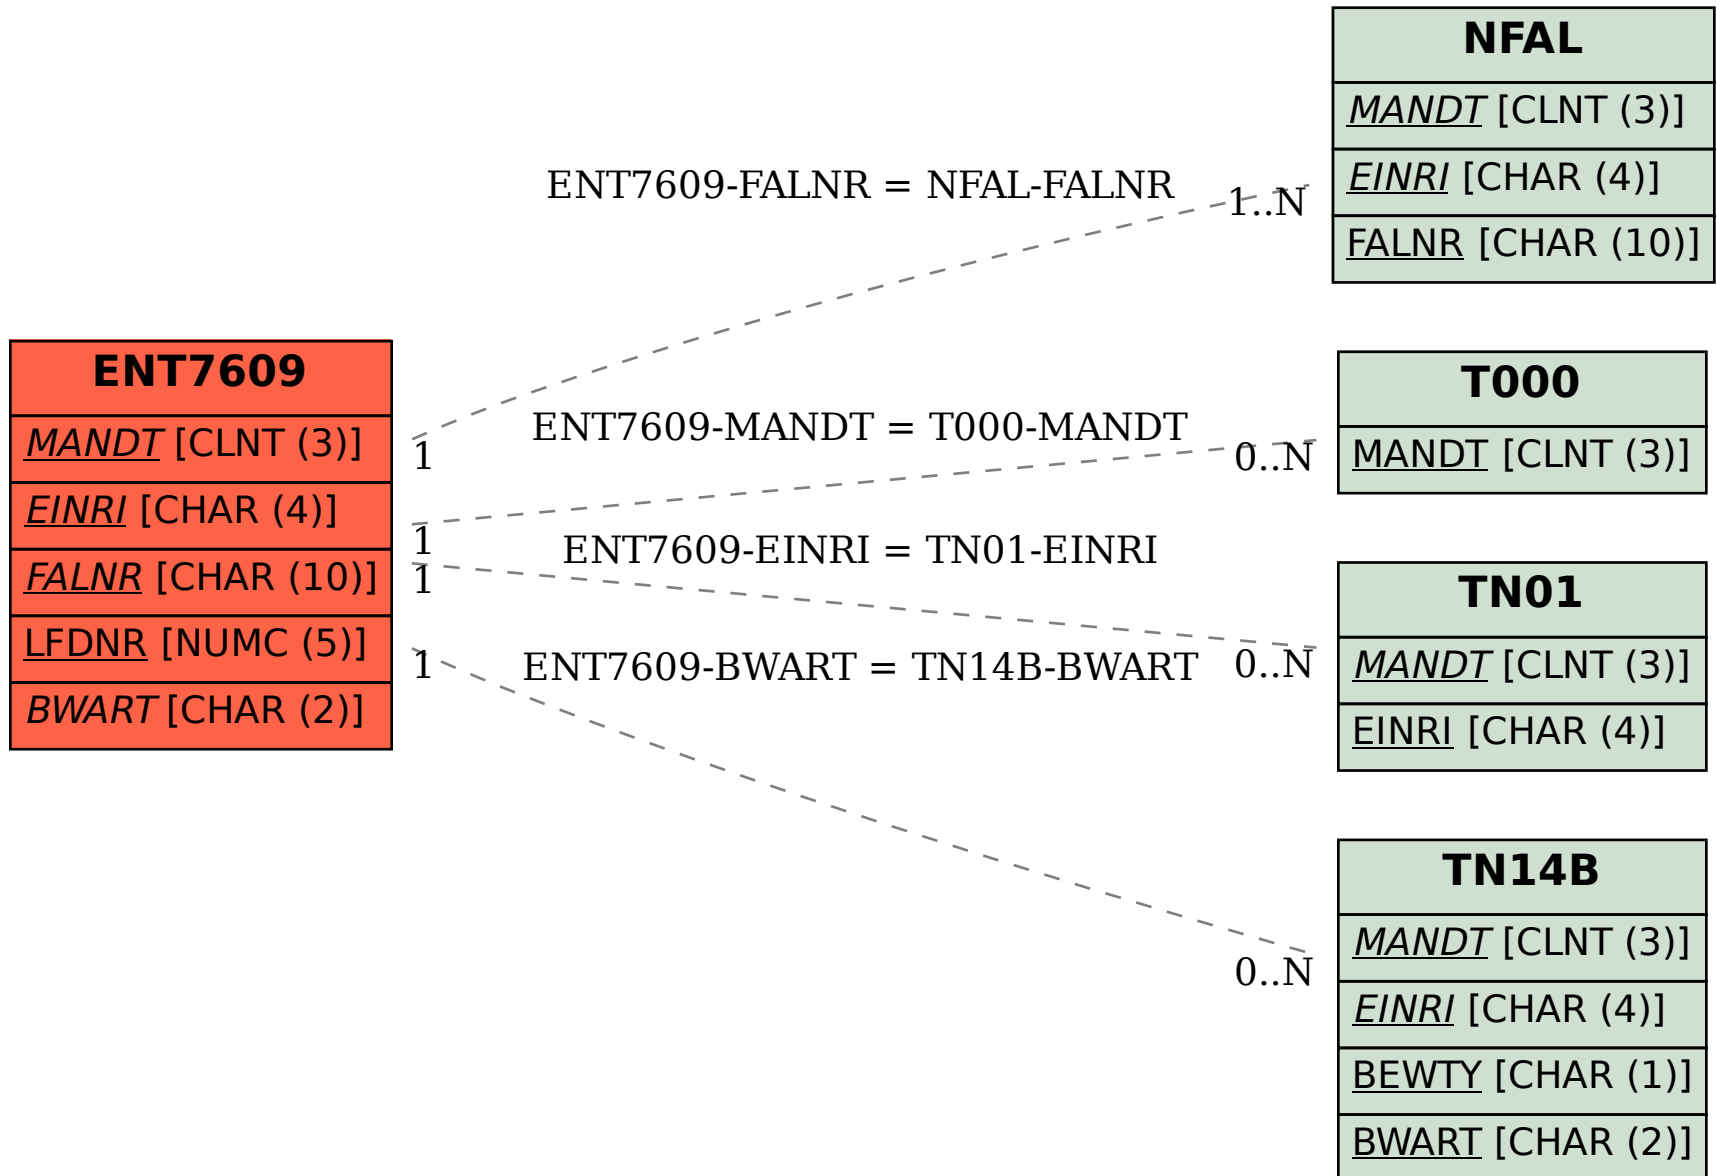 NFAL
MANDT [CLNT (3)]
EINRI [CHAR (4)]
FALNR [CHAR (10)]
ENT7609-FALNR = NFAL-FALNR
1..N
ENT7609
MANDT [CLNT (3)]
EINRI [CHAR (4)]
FALNR [CHAR (10)]
LFDNR [NUMC (5)]
BWART [CHAR (2)]
1
ENT7609-MANDT = T000-MANDT
0..N
1
T000
MANDT [CLNT (3)]
ENT7609-EINRI = TN01-EINRI
1
0..N
TN01
MANDT [CLNT (3)]
EINRI [CHAR (4)]
ENT7609-BWART = TN14B-BWART
1
0..N
TN14B
MANDT [CLNT (3)]
EINRI [CHAR (4)]
BEWTY [CHAR (1)]
BWART [CHAR (2)]